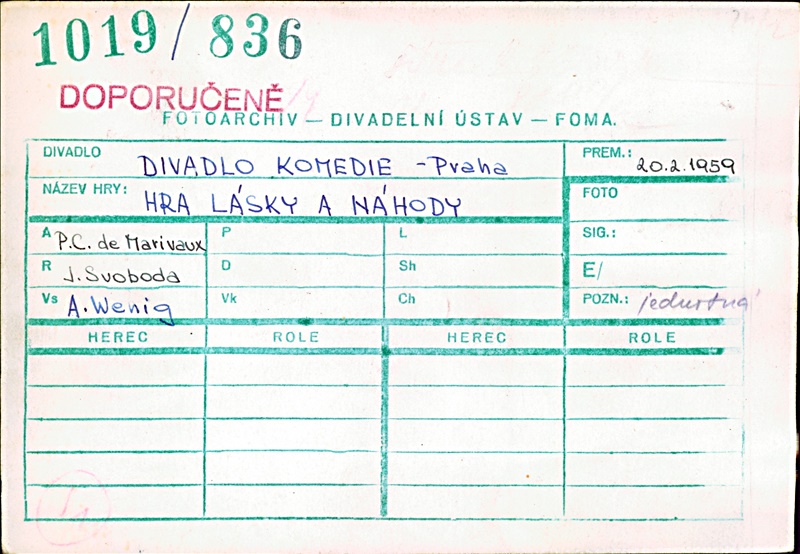 1019/836
DOPORUČENĚ
FOTOARCHIV — DIVADELNÍ ÚSTAV — FOMA.
DIVADLO DIVADLO KOMEDIE - Praha PREM.: 20.2.1959
NÁZEV HRY: HRA LÁSKY A NÁHODY FOTO
A P.C. de Marivaux P L SIG.:
R J. Svoboda D Sh E/
Vs A. Wenig Vk Ch POZN.:
HEREC ROLE HEREC ROLE